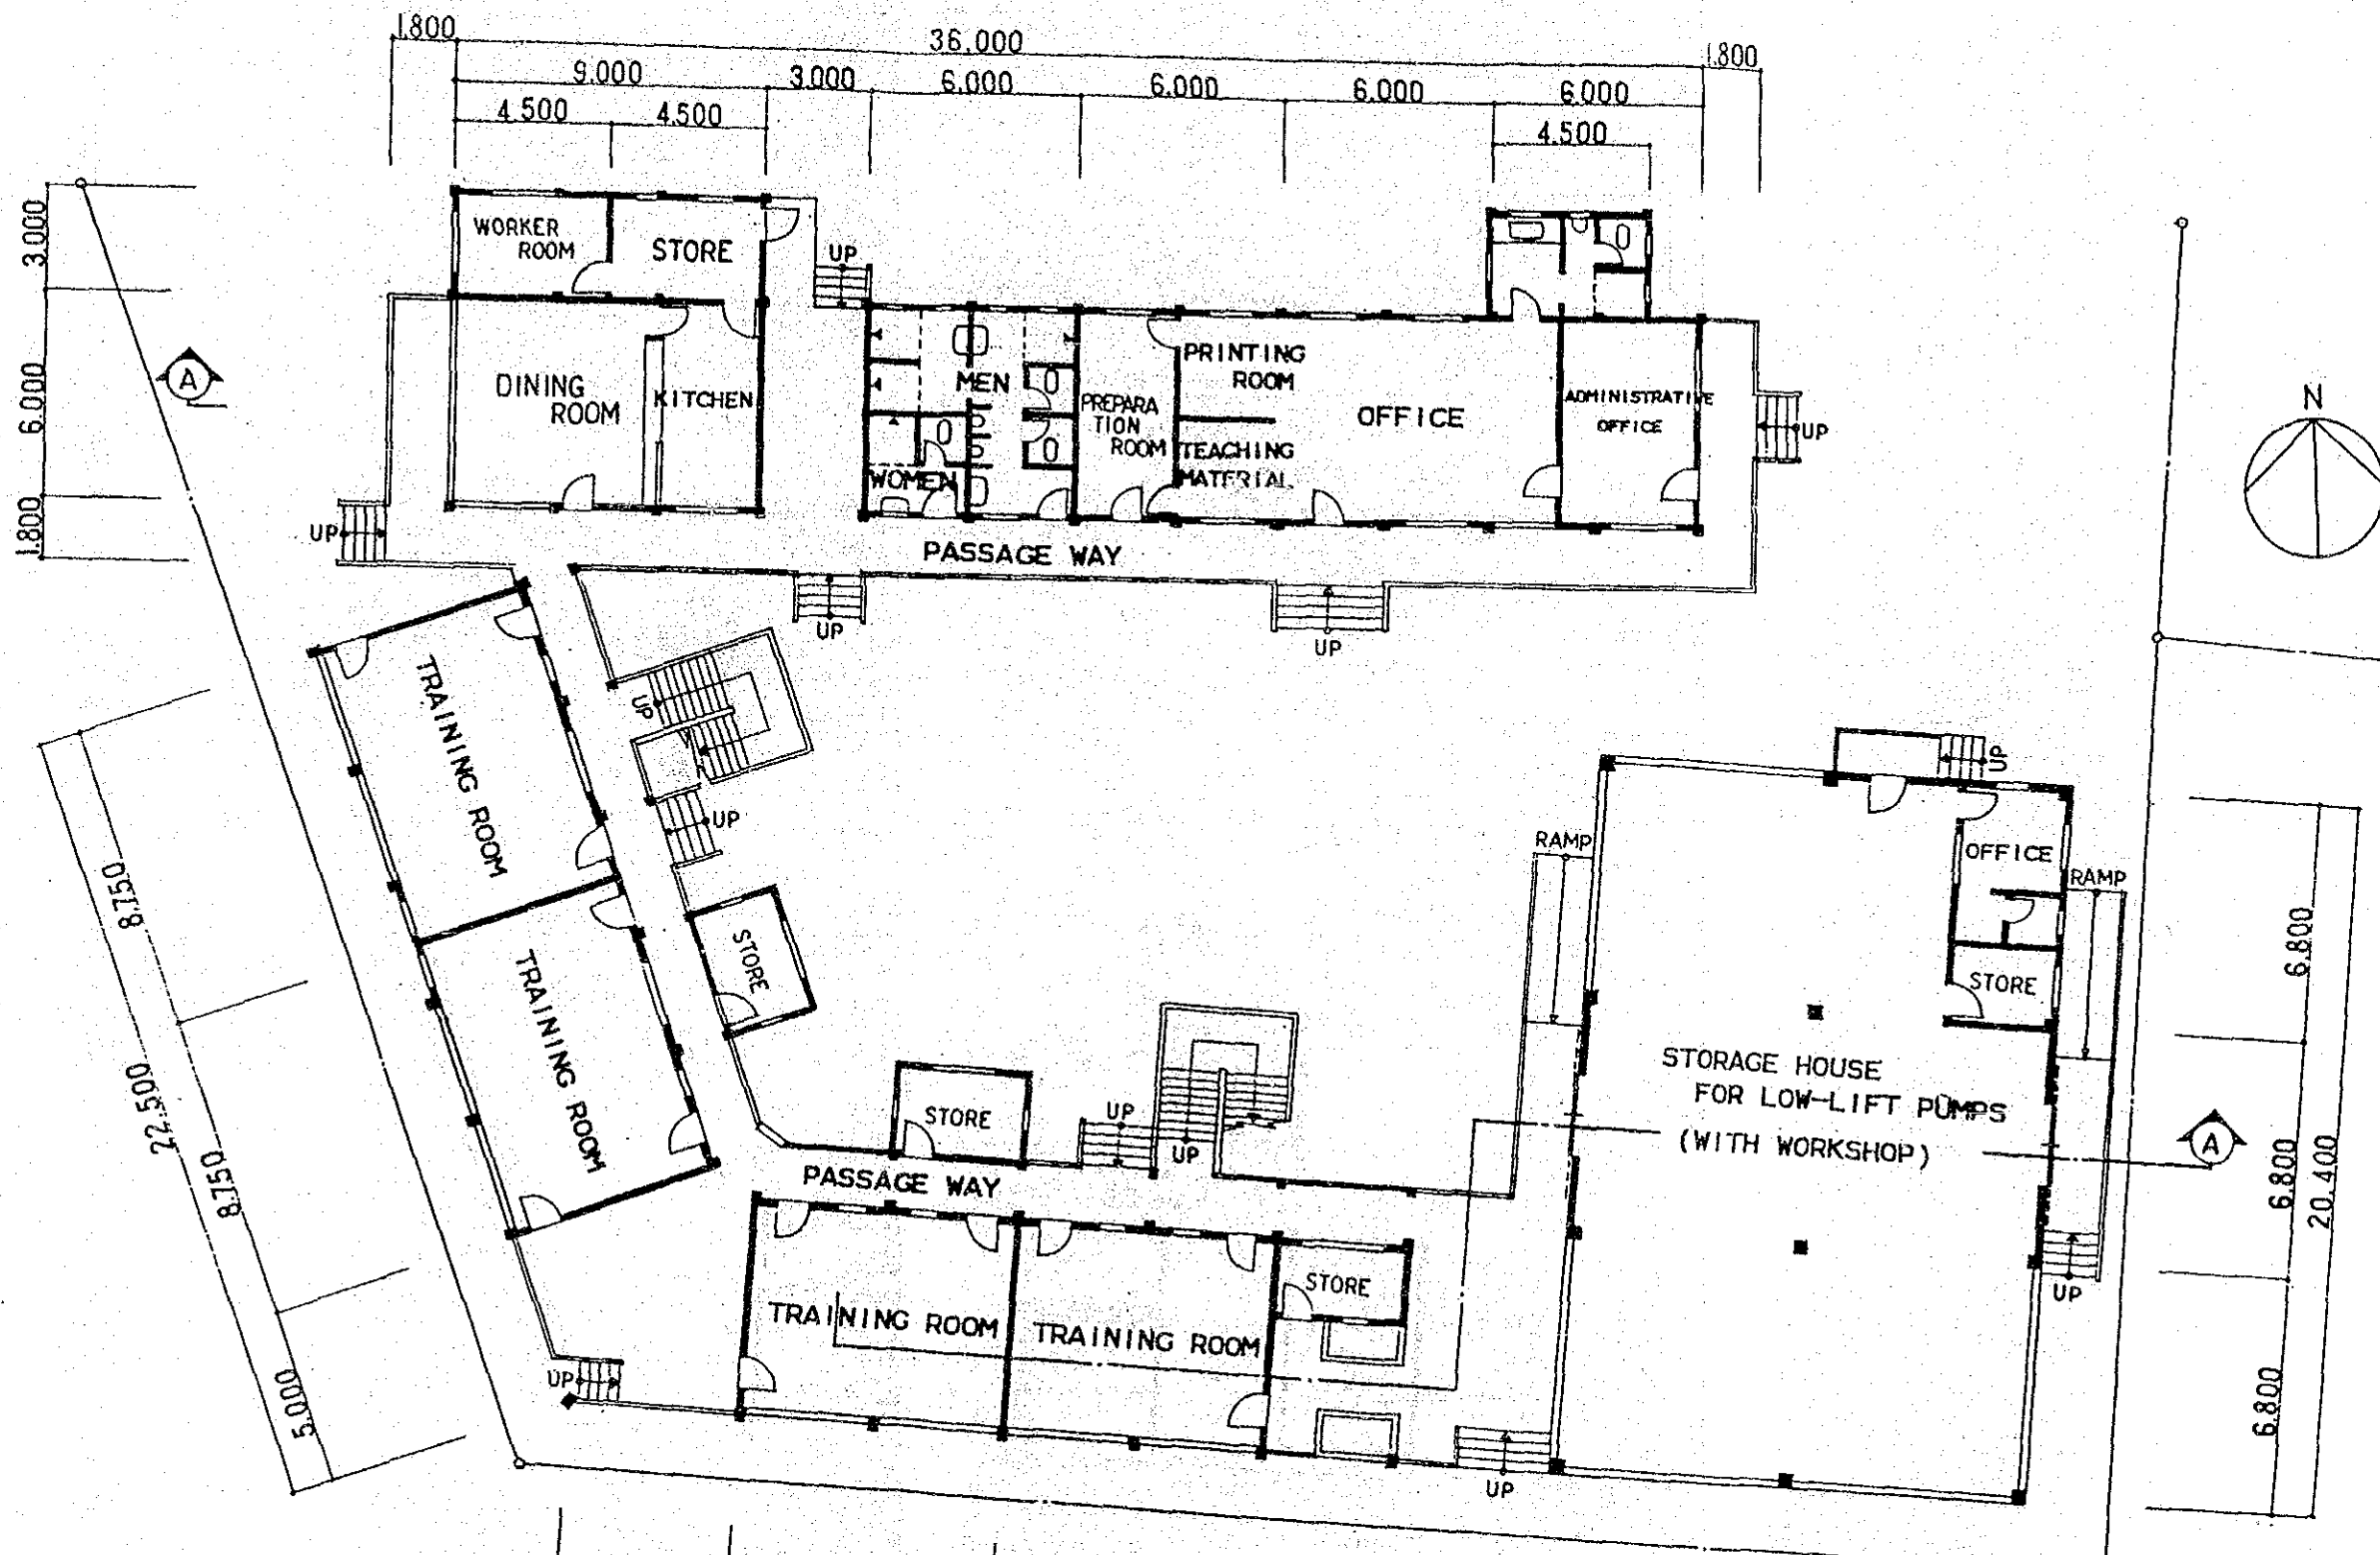 1.800
36.000
1.800
9.000
3.000
6.000
6.000
6.000
6.000
4.500
4.500
4.500
3.000
6.000
1.800
WORKER
ROOM
STORE
UP
DINING
ROOM
KITCHEN
MEN
WOMEN
PREPARA
TION
ROOM
PRINTING
ROOM
TEACHING
MATERIAL
OFFICE
ADMINISTRATIVE
OFFICE
UP
A
N
UP
PASSAGE WAY
UP
UP
TRAINING ROOM
UP
UP
STORE
TRAINING ROOM
8.750
22.500
8.750
5.000
UP
RAMP
OFFICE
RAMP
STORE
STORAGE HOUSE
FOR LOW-LIFT PUMPS
(WITH WORKSHOP)
A
6.800
6.800
20.400
6.800
STORE
UP
UP
PASSAGE WAY
STORE
UP
TRAINING ROOM
TRAINING ROOM
UP
UP